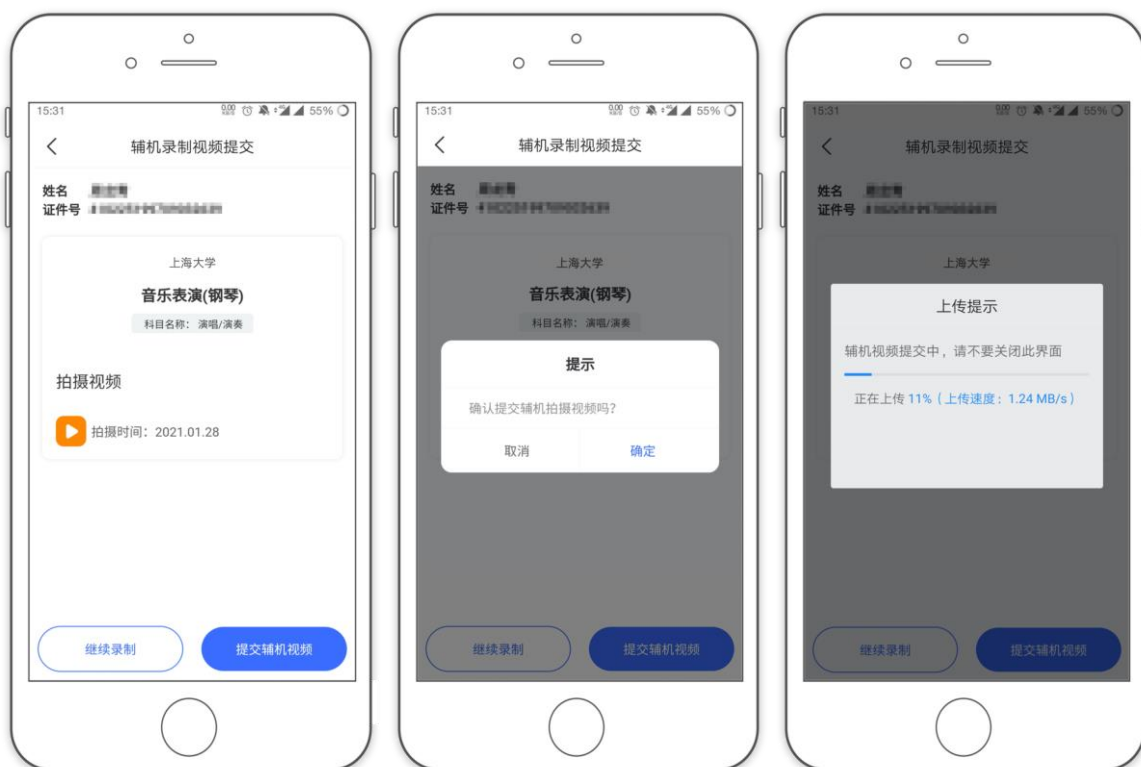 15:31
0.00 KB/S 55%
辅机录制视频提交
姓名
证件号
上海大学
音乐表演(钢琴)
科目名称: 演唱/演奏
拍摄视频
拍摄时间: 2021.01.28
继续录制
提交辅机视频
15:31
0.00 KB/S 55%
辅机录制视频提交
姓名
证件号
上海大学
音乐表演(钢琴)
科目名称: 演唱/演奏
提示
确认提交辅机拍摄视频吗?
取消
确定
继续录制
提交辅机视频
15:31
0.00 KB/S 55%
辅机录制视频提交
姓名
证件号
上海大学
上传提示
辅机视频提交中, 请不要关闭此界面
正在上传 11% ( 上传速度: 1.24 MB/s )
继续录制
提交辅机视频